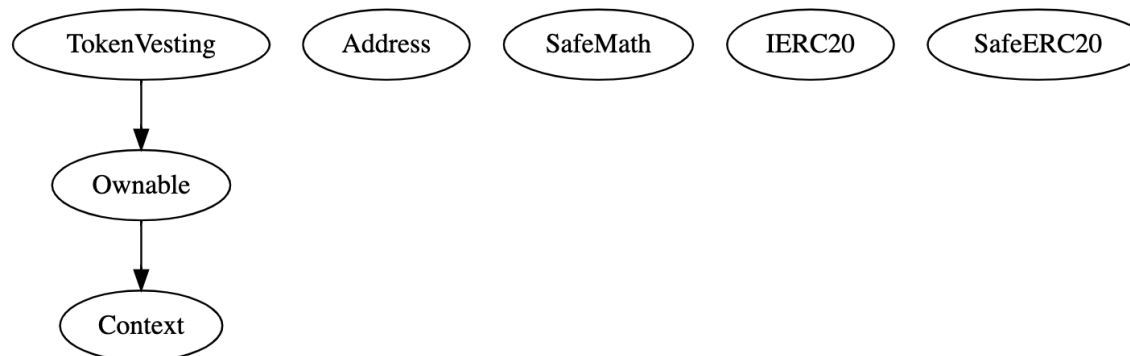 TokenVesting
Address
SafeMath
IERC20
SafeERC20
Ownable
Context